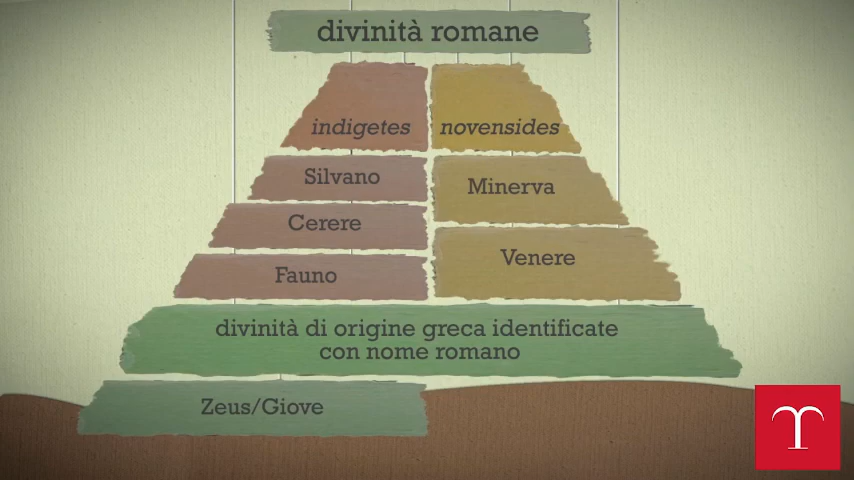 divinità romane
indigetes
novensides
Silvano
Minerva
Cerere
Venere
Fauno
divinità di origine greca identificate
con nome romano
Zeus/Giove